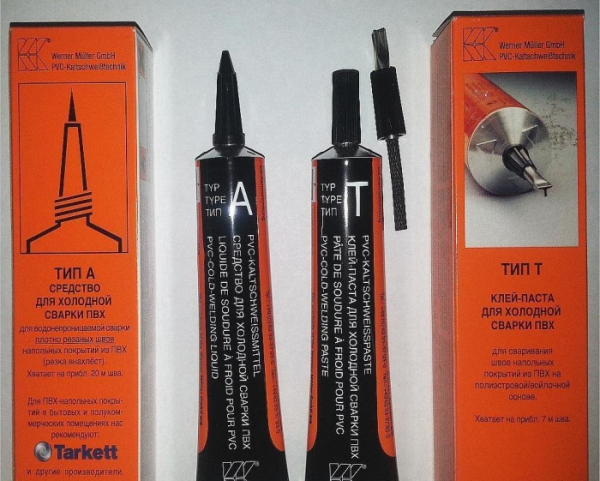 Werner Müller GmbH
PVC-Kaltschweißtechnik
ТИП А
СРЕДСТВО
ДЛЯ ХОЛОДНОЙ
СВАРКИ ПВХ
для водонепроницаемой сварки
плотно резаных швов
напольных покрытий из ПВХ
(резка внахлёст).
Хватает на прибл. 20 м шва.
Для ПВХ-напольных покры-
тий в бытовых и полуком-
мерческих помещениях нас
рекомендуют:
Tarkett
и другие производители.
TYP
TYPE
ТИП
A
PVC-KALTSCHWEISSMITTEL
СРЕДСТВО ДЛЯ ХОЛОДНОЙ СВАРКИ ПВХ
LIQUIDE DE SOUDURE À FROID POUR PVC
PVC-COLD-WELDING LIQUID
TYP
TYPE
ТИП
T
PVC-KALTSCHWEISSPASTE
КЛЕЙ-ПАСТА ДЛЯ ХОЛОДНОЙ СВАРКИ ПВХ
PÂTE DE SOUDURE À FROID POUR PVC
PVC-COLD-WELDING PASTE
Werner Müller GmbH
PVC-Kaltschweißtechnik
ТИП Т
КЛЕЙ-ПАСТА
ДЛЯ ХОЛОДНОЙ
СВАРКИ ПВХ
для сваривания
швов напольных
покрытий из ПВХ на
полиэстровой/войлочной
основе.
Хватает на прибл. 7 м шва.